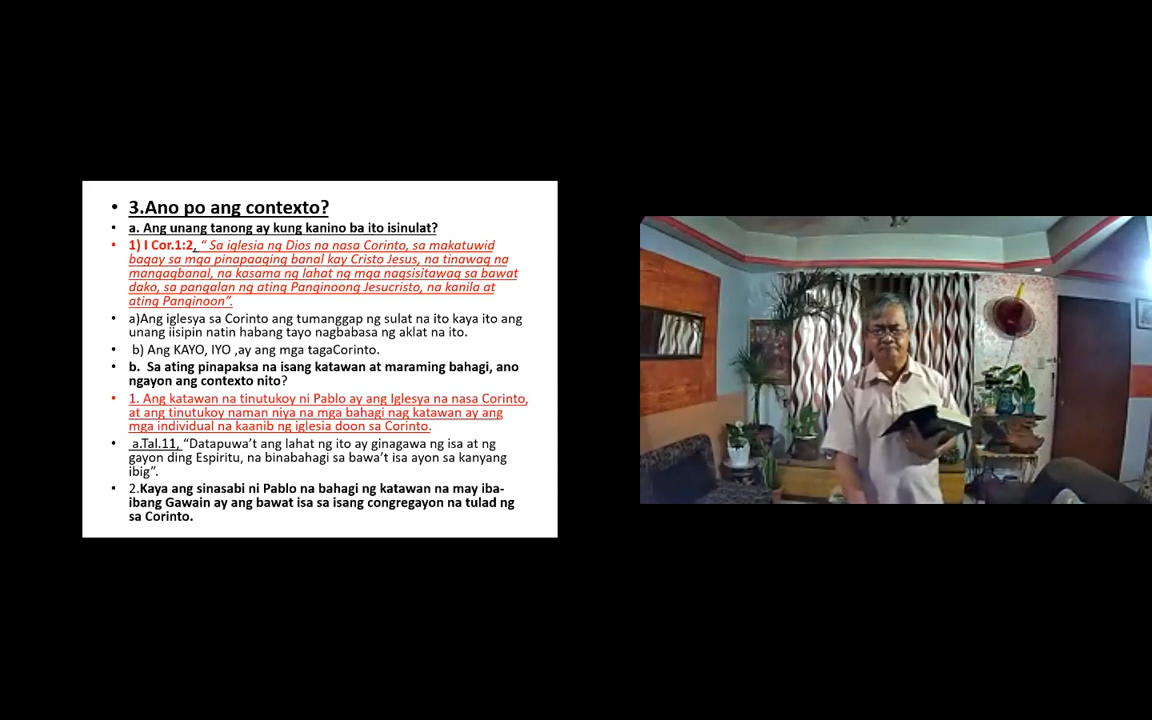 • 3.Ano po ang contexto?
• a. Ang unang tanong ay kung kanino ba ito isinulat?
• 1) I Cor.1:2, “ Sa iglesia ng Dios na nasa Corinto, sa makatuwid
bagay sa mga pinapaaging banal kay Cristo Jesus, na tinawag na
mangagbanal, na kasama ng lahat ng mga nagsisitawag sa bawat
dako, sa pangalan ng ating Panginoong Jesucristo, na kanila at
ating Panginoon”.
• a)Ang iglesya sa Corinto ang tumanggap ng sulat na ito kaya ito ang
unang iisipin natin habang tayo nagbabasa ng aklat na ito.
• b) Ang KAYO, IYO ,ay ang mga tagaCorinto.
• b. Sa ating pinapaksa na isang katawan at maraming bahagi, ano
ngayon ang contexto nito?
• 1. Ang katawan na tinutukoy ni Pablo ay ang Iglesya na nasa Corinto,
at ang tinutukoy naman niya na mga bahagi nag katawan ay ang
mga individual na kaanib ng iglesia doon sa Corinto.
• a.Tal.11, “Datapuwa’t ang lahat ng ito ay ginagawa ng isa at ng
gayon ding Espiritu, na binabahagi sa bawa’t isa ayon sa kanyang
ibig”.
• 2.Kaya ang sinasabi ni Pablo na bahagi ng katawan na may iba-
ibang Gawain ay ang bawat isa sa isang congregayon na tulad ng
sa Corinto.